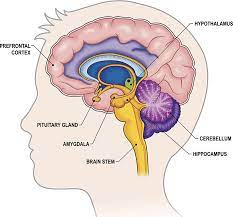 HYPOTHALAMUS
PREFRONTAL
CORTEX
PITUITARY GLAND
AMYGDALA
BRAIN STEM
CEREBELLUM
HIPPOCAMPUS